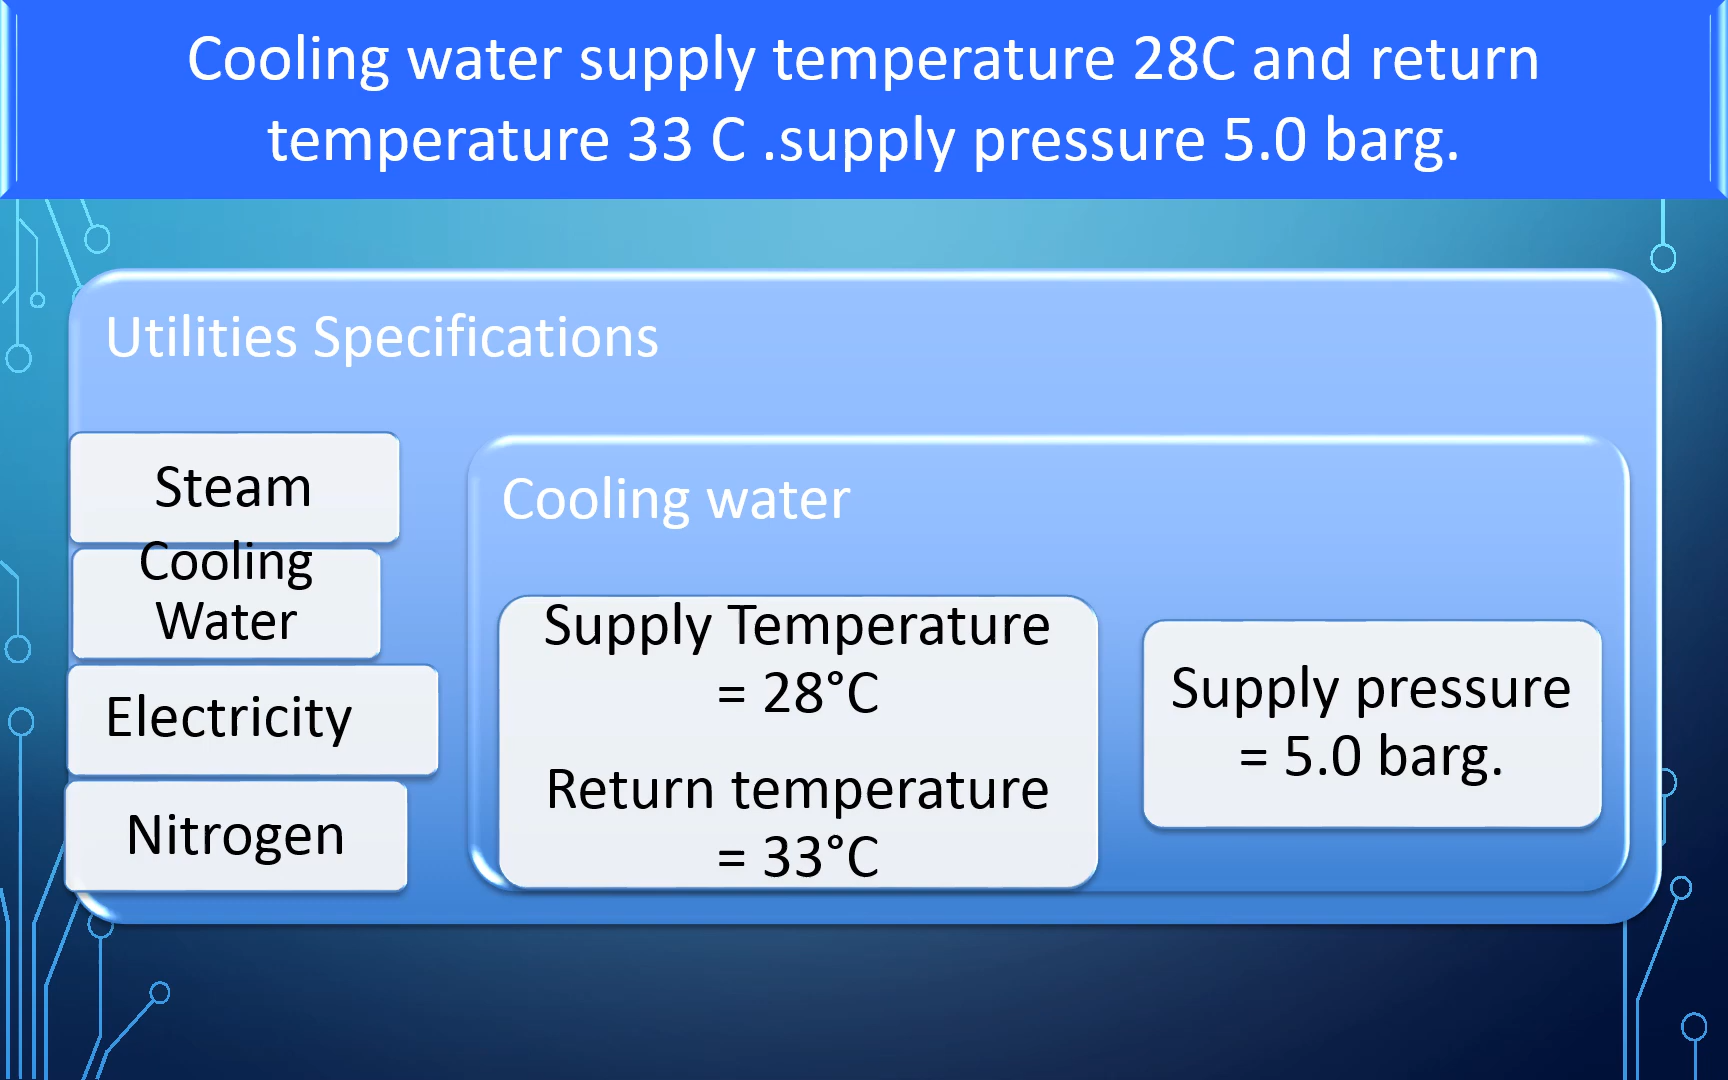 Cooling water supply temperature 28C and return
temperature 33 C .supply pressure 5.0 barg.
Utilities Specifications
Steam
Cooling
Water
Electricity
Nitrogen
Cooling water
Supply Temperature
= 28°C
Return temperature
= 33°C
Supply pressure
= 5.0 barg.